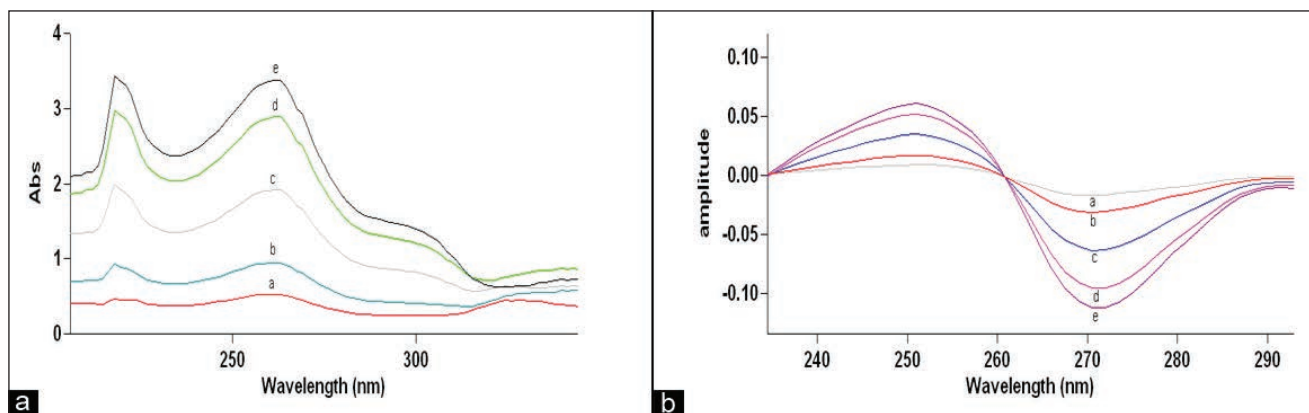 4
3
2
1
0
Abs
e
d
c
b
a
250
300
Wavelength (nm)
a
0.10
0.05
0.00
-0.05
-0.10
amplitude
a
b
c
d
e
240
250
260
270
280
290
Wavelength (nm)
b